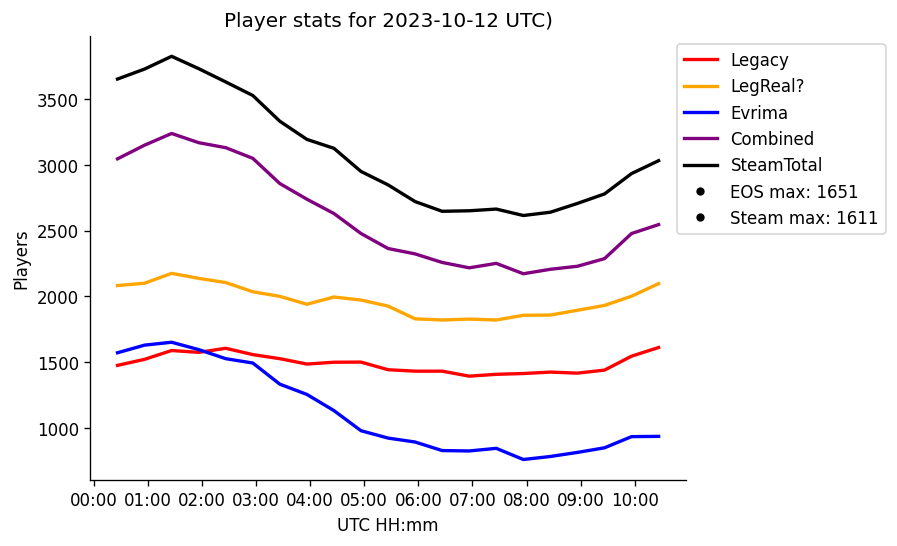 Player stats for 2023-10-12 UTC)
Legacy
LegReal?
Evrima
Combined
SteamTotal
EOS max: 1651
Steam max: 1611
Players
3500
3000
2500
2000
1500
1000
00:00 01:00 02:00 03:00 04:00 05:00 06:00 07:00 08:00 09:00 10:00
UTC HH:mm